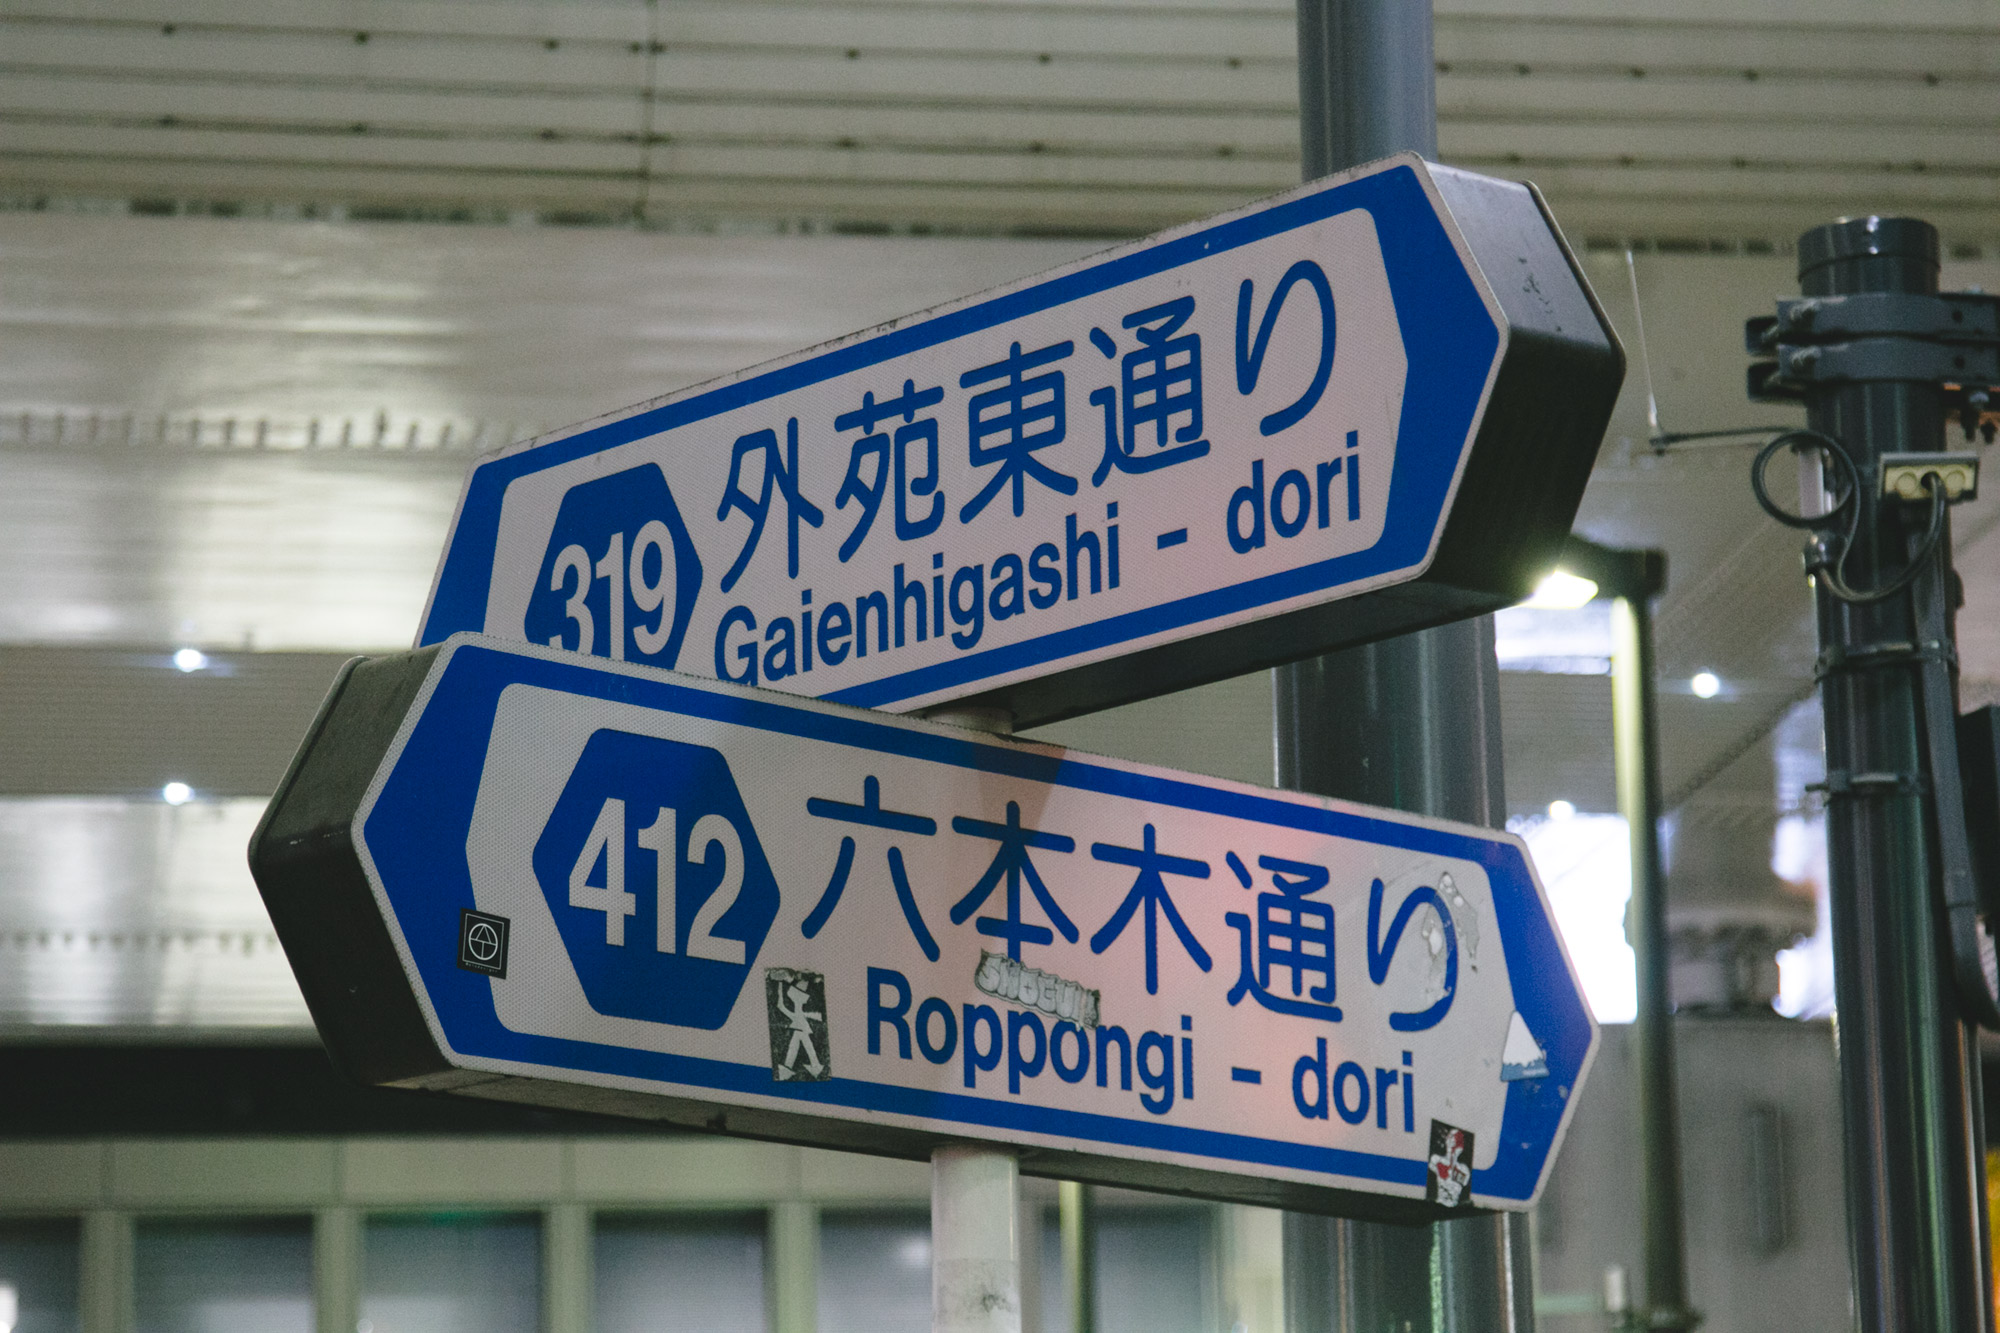 外苑東通り
319
Gaienhigashi - dori
六本木通り
412
Roppongi - dori